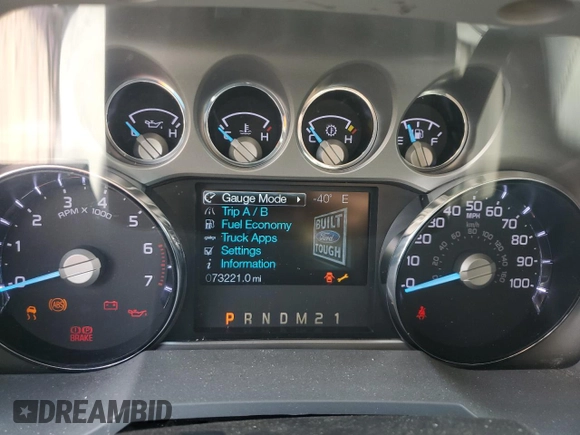 H
C H
C H
E F
Gauge Mode -40° E
Trip A / B
Fuel Economy
Truck Apps
Settings
Information
073221.0 mi
BUILT
Ford
TOUGH
P R N D M 2 1
0 1 2 3 4 5 6 7
RPM X 1000
ABS
P
BRAKE
0 10 20 30 40 50 60 70 80 90 100
MPH
km/h
DREAMBID